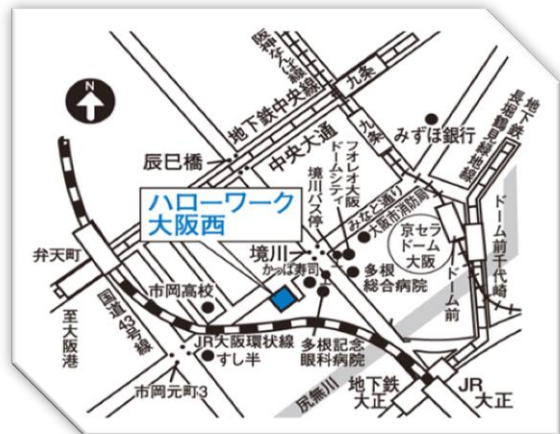 N
阪神なんば線
九条
地下鉄中央線
中央大通
九条
みずほ銀行
地下鉄
長堀鶴見緑地線
辰巳橋
ハローワーク
大阪西
フォレオ大阪
ドームシティ
境川バス停
みなと通り
大阪市消防局
京セラ
ドーム
大阪
ドーム前千代崎
ドーム前
境川
かっぱ寿司
多根
総合病院
弁天町
市岡高校
国道43号線
至大阪港
JR大阪環状線
すし半
多根記念
眼科病院
市岡元町3
尻無川
地下鉄
大正
JR
大正